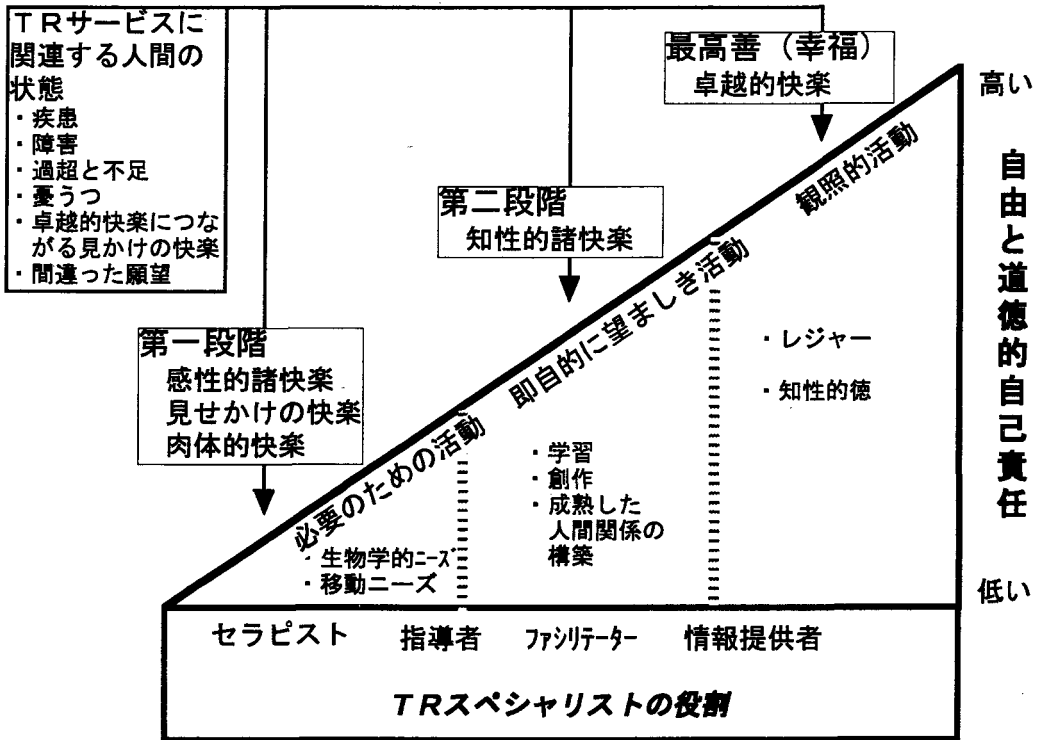 TRサービスに
関連する人間の
状態
・疾患
・障害
・過超と不足
・憂うつ
・卓越的快楽につな
がる見かけの快楽
・間違った願望
最高善（幸福）
卓越的快楽
第二段階
知性的諸快楽
第一段階
感性的諸快楽
見せかけの快楽
肉体的快楽
必要のための活動
即自的に望ましき活動
観照的活動
・生物学的ニーズ
・移動ニーズ
・学習
・創作
・成熟した
人間関係の
構築
・レジャー
・知性的徳
高い
自由と道徳的自己責任
低い
セラピスト 指導者 ファシリテーター 情報提供者
TRスペシャリストの役割